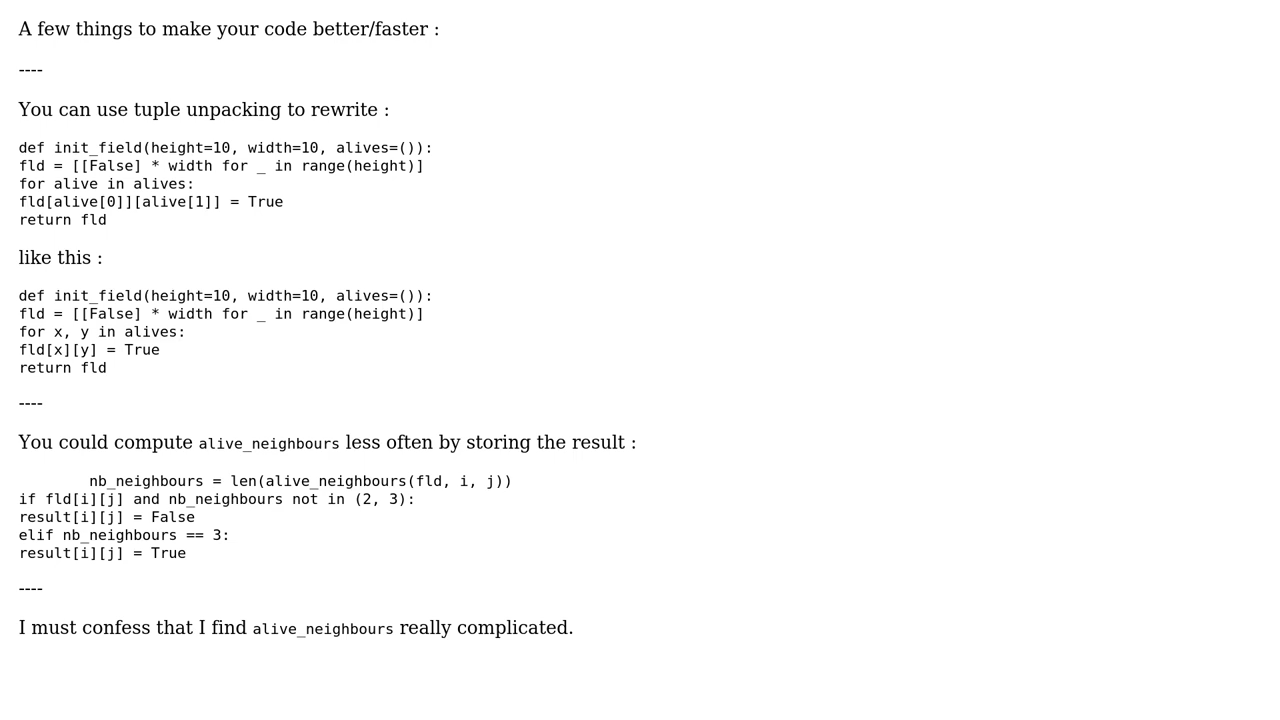 A few things to make your code better/faster :
----
You can use tuple unpacking to rewrite :
def init_field(height=10, width=10, alives=()):
fld = [[False] * width for _ in range(height)]
for alive in alives:
fld[alive[0]][alive[1]] = True
return fld
like this :
def init_field(height=10, width=10, alives=()):
fld = [[False] * width for _ in range(height)]
for x, y in alives:
fld[x][y] = True
return fld
----
You could compute alive_neighbours less often by storing the result :
        nb_neighbours = len(alive_neighbours(fld, i, j))
if fld[i][j] and nb_neighbours not in (2, 3):
result[i][j] = False
elif nb_neighbours == 3:
result[i][j] = True
----
I must confess that I find alive_neighbours really complicated.